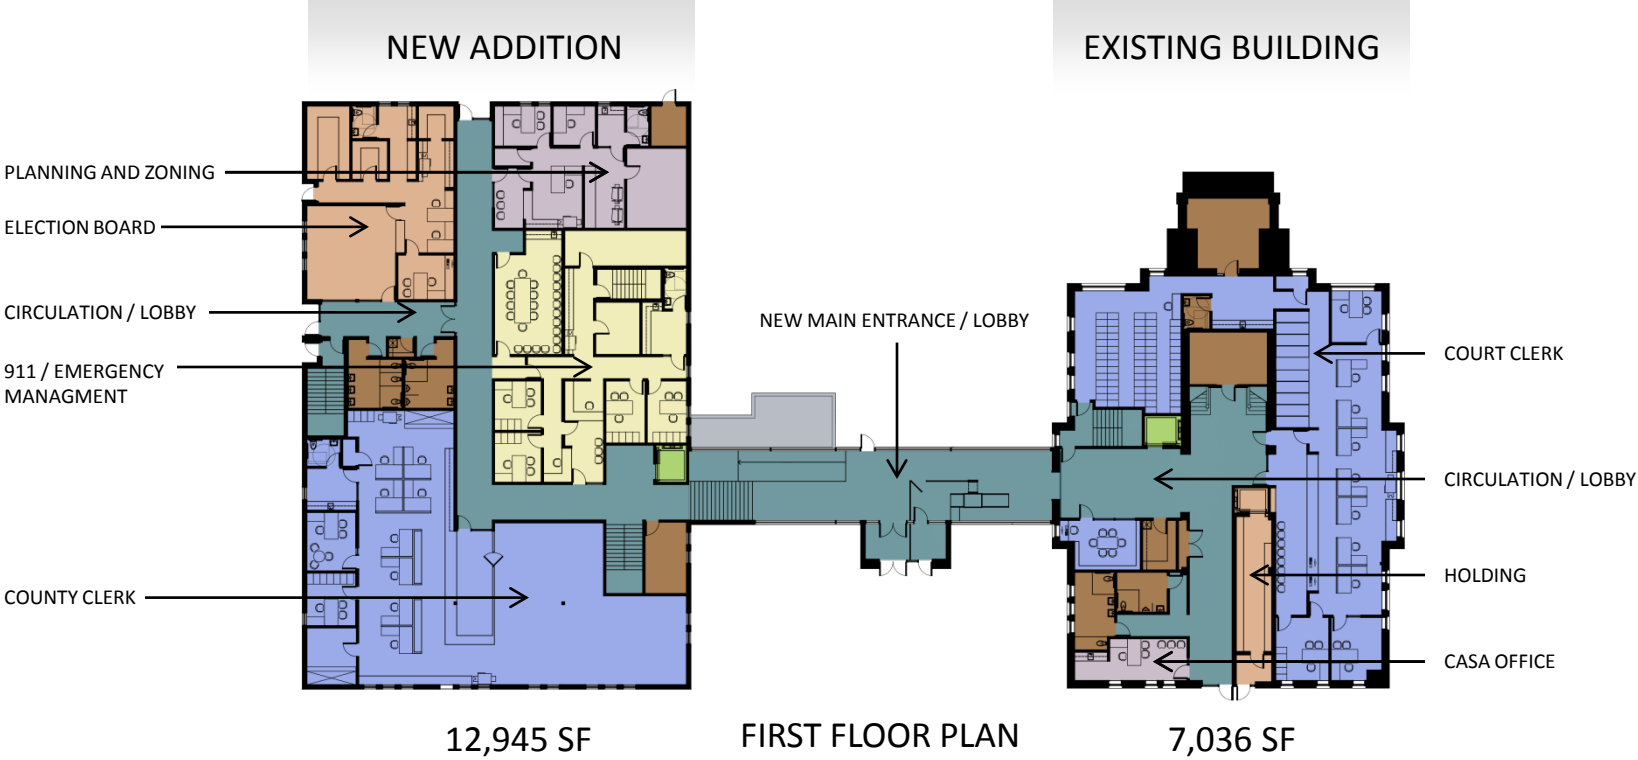 NEW ADDITION
EXISTING BUILDING
PLANNING AND ZONING
ELECTION BOARD
CIRCULATION / LOBBY
911 / EMERGENCY
MANAGMENT
COUNTY CLERK
NEW MAIN ENTRANCE / LOBBY
COURT CLERK
CIRCULATION / LOBBY
HOLDING
CASA OFFICE
12,945 SF
FIRST FLOOR PLAN
7,036 SF